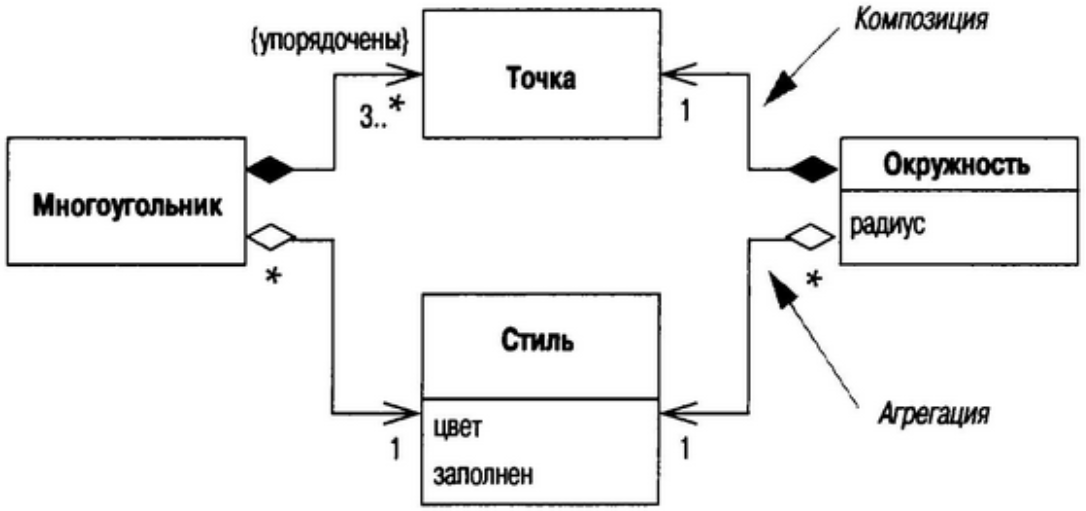 {упорядочены}
3..*
Точка
1
Композиция
Многоугольник
*
Окружность
радиус
*
Стиль
цвет
заполнен
1
1
Агрегация